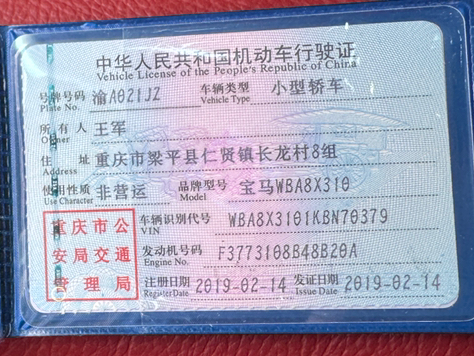 中华人民共和国机动车行驶证
Vehicle License of the People's Republic of China
号牌号码 渝A021JZ 车辆类型 小型轿车
Plate No. Vehicle Type
所有人 王军
Owner
住址 重庆市梁平县仁贤镇长龙村8组
Address
使用性质 非营运 品牌型号 宝马WBA8X310
Use Character Model
车辆识别代号 WBA8X3101KBN70379
VIN
发动机号码 F3773108B48B20A
Engine No.
注册日期 2019-02-14 发证日期 2019-02-14
Register Date Issue Date
重庆市公
安局交通
管理局